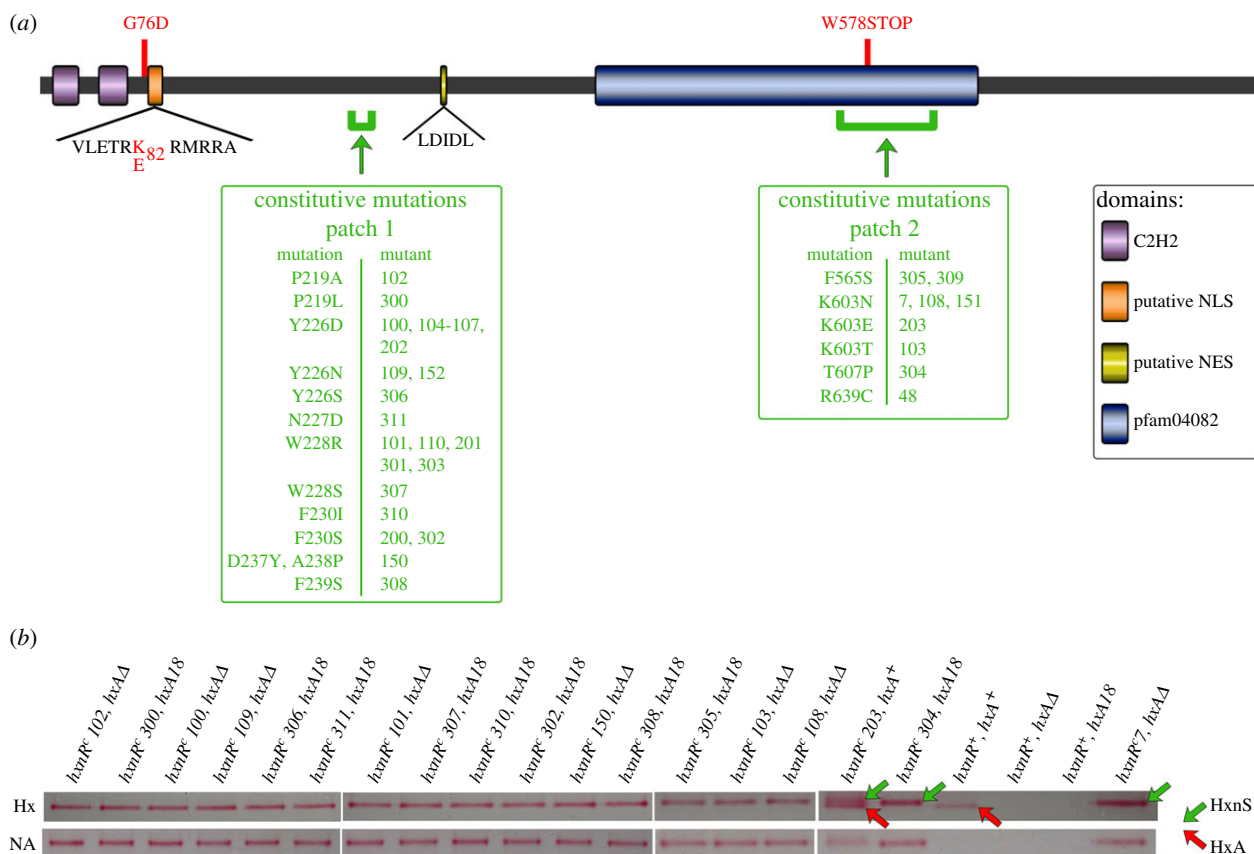 (a)
G76D
W578STOP
VLETRK/E82 RMRRA
LDIDL
constitutive mutations
patch 1
mutation mutant
P219A 102
P219L 300
Y226D 100, 104-107,
202
Y226N 109, 152
Y226S 306
N227D 311
W228R 101, 110, 201
301, 303
W228S 307
F230I 310
F230S 200, 302
D237Y, A238P 150
F239S 308
constitutive mutations
patch 2
mutation mutant
F565S 305, 309
K603N 7, 108, 151
K603E 203
K603T 103
T607P 304
R639C 48
domains:
C2H2
putative NLS
putative NES
pfam04082
(b)
hxnRᶜ 102, hxAΔ
hxnRᶜ 300, hxA18
hxnRᶜ 100, hxAΔ
hxnRᶜ 109, hxAΔ
hxnRᶜ 306, hxA18
hxnRᶜ 311, hxA18
hxnRᶜ 101, hxAΔ
hxnRᶜ 307, hxA18
hxnRᶜ 310, hxA18
hxnRᶜ 302, hxA18
hxnRᶜ 150, hxAΔ
hxnRᶜ 308, hxA18
hxnRᶜ 305, hxA18
hxnRᶜ 103, hxAΔ
hxnRᶜ 108, hxAΔ
hxnRᶜ 203, hxA⁺
hxnRᶜ 304, hxA18
hxnR⁺, hxA⁺
hxnR⁺, hxAΔ
hxnR⁺, hxA18
hxnRᶜ7, hxAΔ
Hx
HxnS
NA
HxA